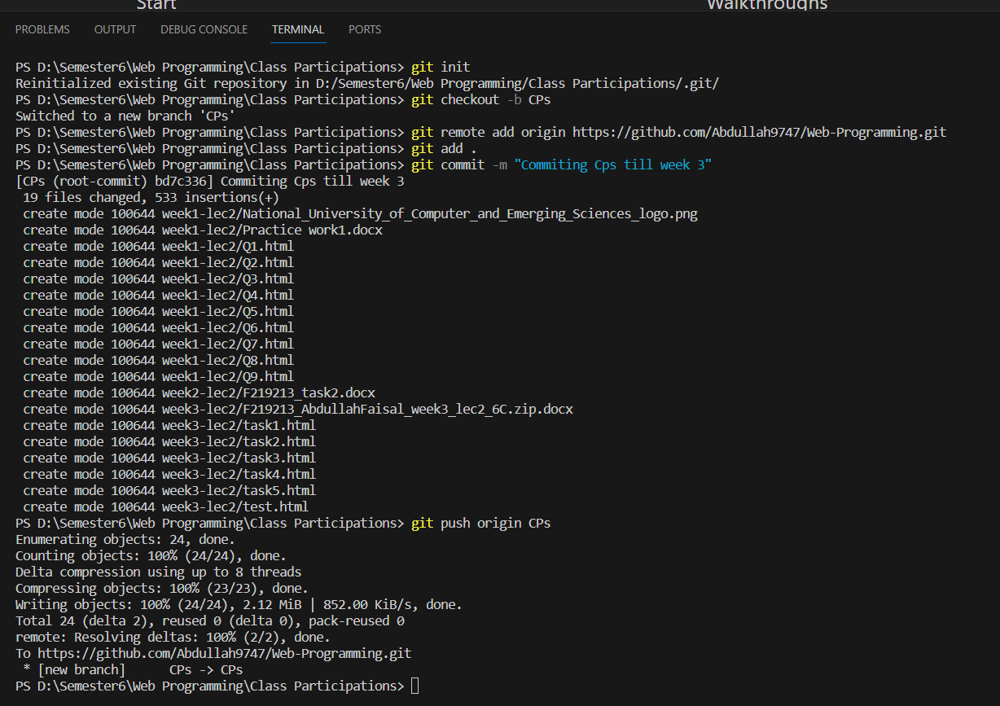 Start Walkthroughs
PROBLEMS OUTPUT DEBUG CONSOLE TERMINAL PORTS
PS D:\Semester6\Web Programming\Class Participations> git init
Reinitialized existing Git repository in D:/Semester6/Web Programming/Class Participations/.git/
PS D:\Semester6\Web Programming\Class Participations> git checkout -b CPs
Switched to a new branch 'CPs'
PS D:\Semester6\Web Programming\Class Participations> git remote add origin https://github.com/Abdullah9747/Web-Programming.git
PS D:\Semester6\Web Programming\Class Participations> git add .
PS D:\Semester6\Web Programming\Class Participations> git commit -m "Commiting Cps till week 3"
[CPs (root-commit) bd7c336] Commiting Cps till week 3
 19 files changed, 533 insertions(+)
 create mode 100644 week1-lec2/National_University_of_Computer_and_Emerging_Sciences_logo.png
 create mode 100644 week1-lec2/Practice work1.docx
 create mode 100644 week1-lec2/Q1.html
 create mode 100644 week1-lec2/Q2.html
 create mode 100644 week1-lec2/Q3.html
 create mode 100644 week1-lec2/Q4.html
 create mode 100644 week1-lec2/Q5.html
 create mode 100644 week1-lec2/Q6.html
 create mode 100644 week1-lec2/Q7.html
 create mode 100644 week1-lec2/Q8.html
 create mode 100644 week1-lec2/Q9.html
 create mode 100644 week2-lec2/F219213_task2.docx
 create mode 100644 week3-lec2/F219213_AbdullahFaisal_week3_lec2_6C.zip.docx
 create mode 100644 week3-lec2/task1.html
 create mode 100644 week3-lec2/task2.html
 create mode 100644 week3-lec2/task3.html
 create mode 100644 week3-lec2/task4.html
 create mode 100644 week3-lec2/task5.html
 create mode 100644 week3-lec2/test.html
PS D:\Semester6\Web Programming\Class Participations> git push origin CPs
Enumerating objects: 24, done.
Counting objects: 100% (24/24), done.
Delta compression using up to 8 threads
Compressing objects: 100% (23/23), done.
Writing objects: 100% (24/24), 2.12 MiB | 852.00 KiB/s, done.
Total 24 (delta 2), reused 0 (delta 0), pack-reused 0
remote: Resolving deltas: 100% (2/2), done.
To https://github.com/Abdullah9747/Web-Programming.git
 * [new branch]      CPs -> CPs
PS D:\Semester6\Web Programming\Class Participations>